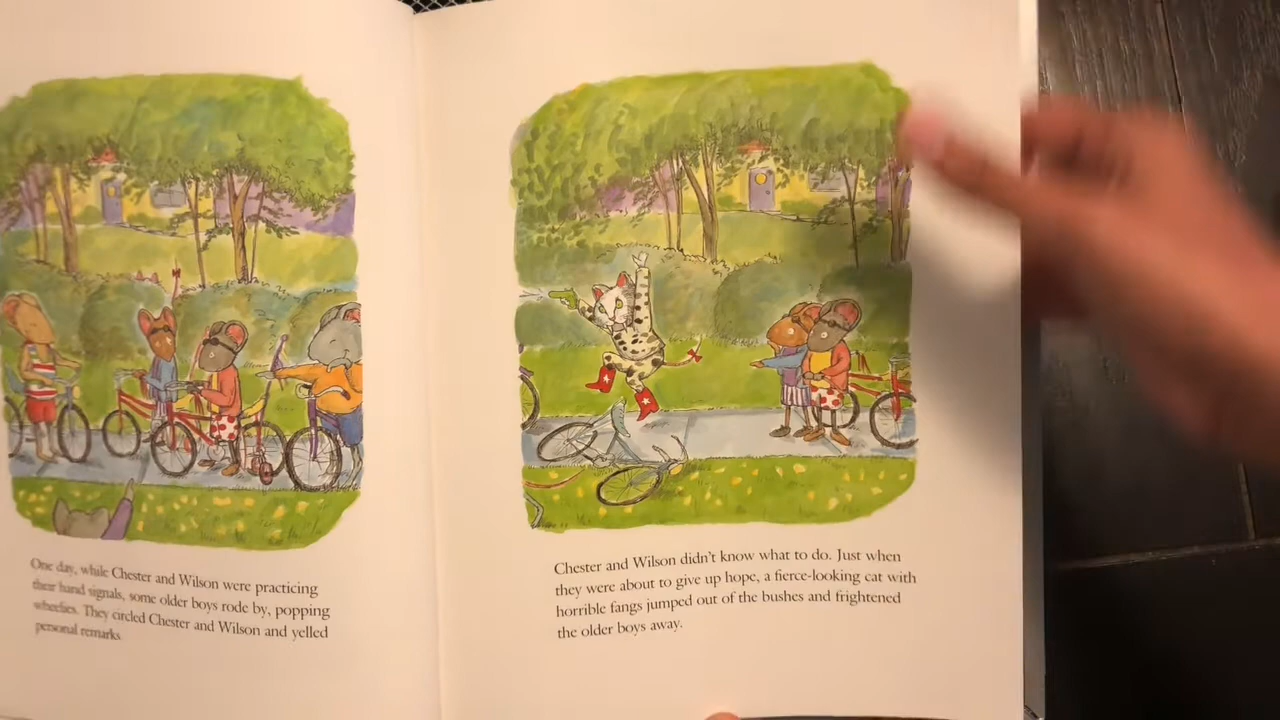 One day, while Chester and Wilson were practicing
their hand signals, some older boys rode by, popping
wheelies. They circled Chester and Wilson and yelled
personal remarks
Chester and Wilson didn't know what to do. Just when
they were about to give up hope, a fierce-looking cat with
horrible fangs jumped out of the bushes and frightened
the older boys away.